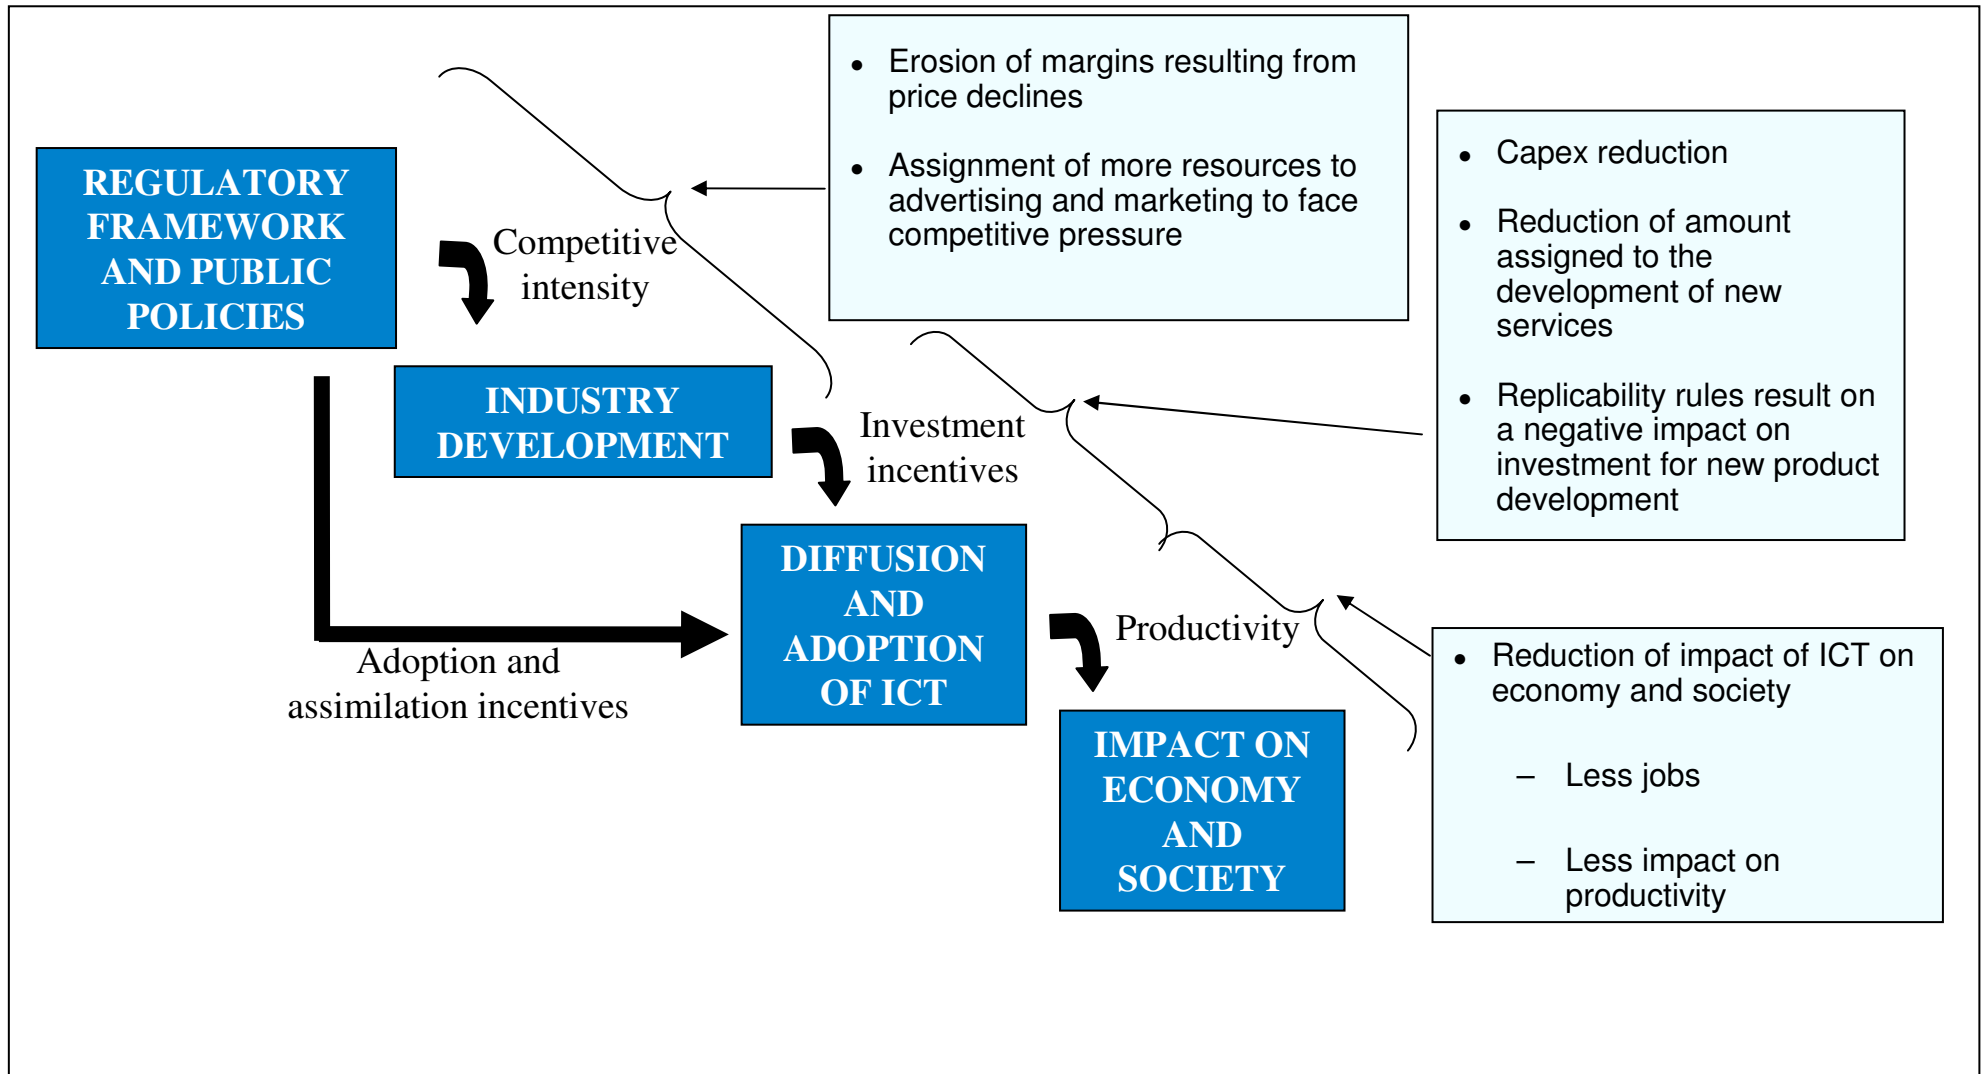 REGULATORY
FRAMEWORK
AND PUBLIC
POLICIES
Competitive
intensity
INDUSTRY
DEVELOPMENT
Investment
incentives
DIFFUSION
AND
ADOPTION
OF ICT
Adoption and
assimilation incentives
Productivity
IMPACT ON
ECONOMY
AND
SOCIETY
• Erosion of margins resulting from
price declines
• Assignment of more resources to
advertising and marketing to face
competitive pressure
• Capex reduction
• Reduction of amount
assigned to the
development of new
services
• Replicability rules result on
a negative impact on
investment for new product
development
• Reduction of impact of ICT on
economy and society
– Less jobs
– Less impact on
productivity